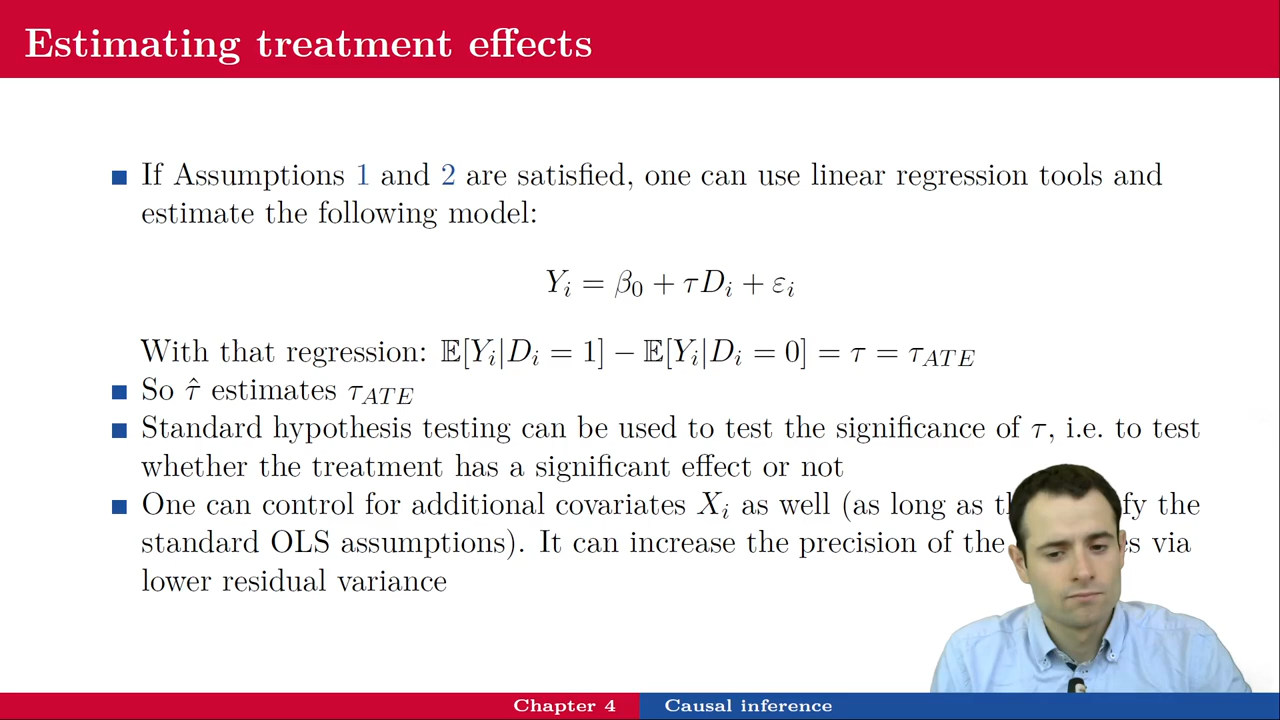 Estimating treatment effects
If Assumptions 1 and 2 are satisfied, one can use linear regression tools and
estimate the following model:
Yᵢ = β₀ + τDᵢ + εᵢ
With that regression: 𝔼[Yᵢ|Dᵢ = 1] − 𝔼[Yᵢ|Dᵢ = 0] = τ = τ_ATE
So τ̂ estimates τ_ATE
Standard hypothesis testing can be used to test the significance of τ, i.e. to test
whether the treatment has a significant effect or not
One can control for additional covariates Xᵢ as well (as long as the
standard OLS assumptions). It can increase the precision of the via
lower residual variance
Chapter 4 Causal inference